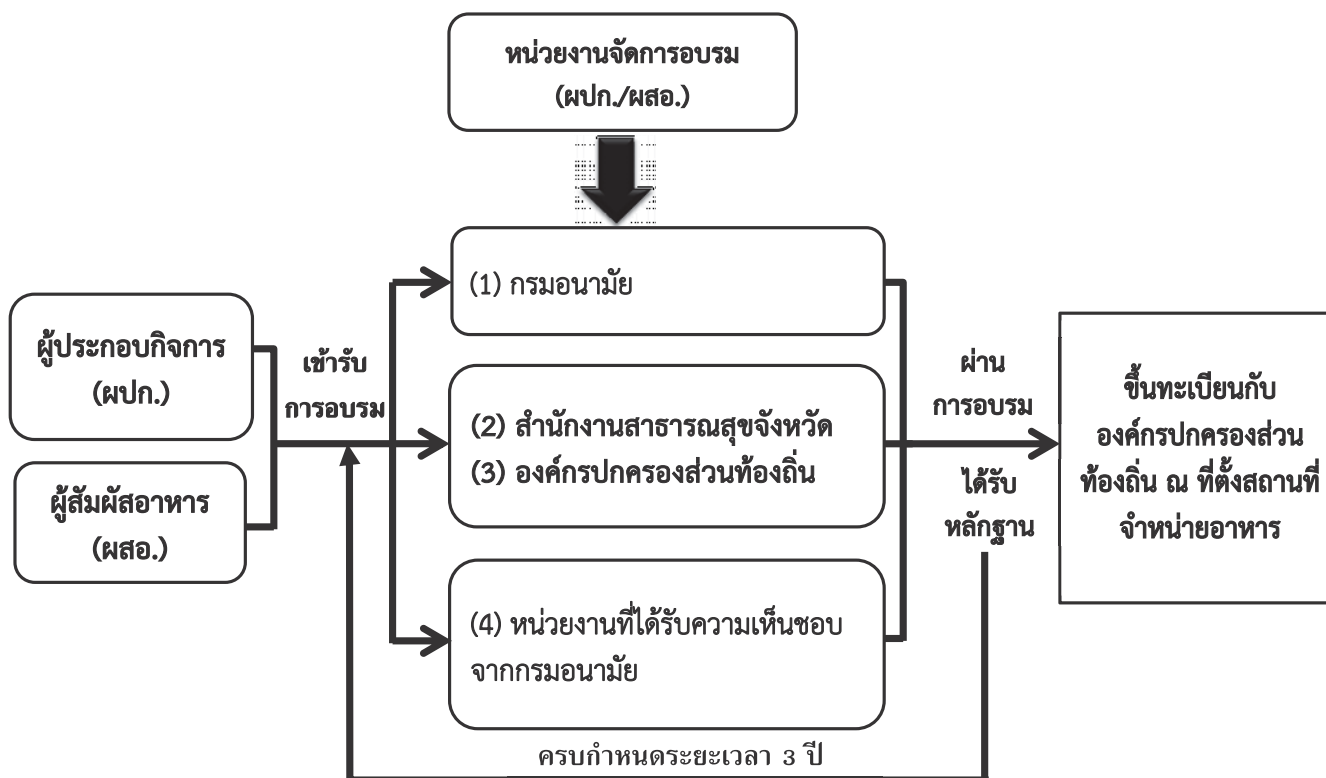 หน่วยงานจัดการอบรม
(ผปก./ผสอ.)
(1) กรมอนามัย
ผู้ประกอบกิจการ
(ผปก.)
ผู้สัมผัสอาหาร
(ผสอ.)
เข้ารับ
การอบรม
(2) สำนักงานสาธารณสุขจังหวัด
(3) องค์กรปกครองส่วนท้องถิ่น
(4) หน่วยงานที่ได้รับความเห็นชอบ
จากกรมอนามัย
ผ่าน
การอบรม
ได้รับ
หลักฐาน
ขึ้นทะเบียนกับ
องค์กรปกครองส่วน
ท้องถิ่น ณ ที่ตั้งสถานที่
จำหน่ายอาหาร
ครบกำหนดระยะเวลา 3 ปี